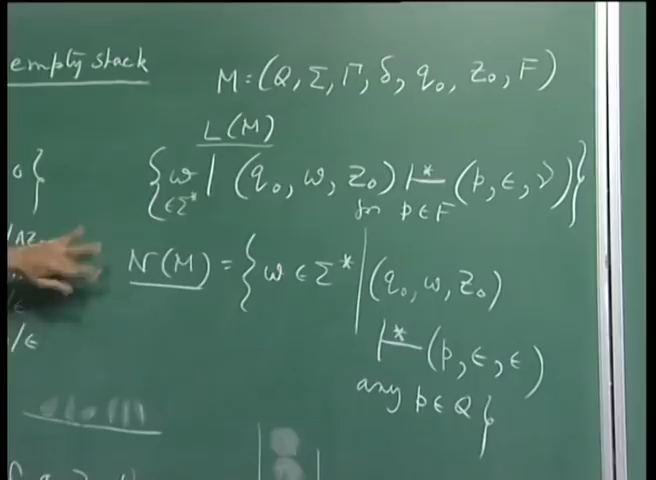 empty stack
M = (Q, Σ, Γ, δ, q₀, z₀, F)
L(M)
{ w | (q₀, w, z₀) ⊢* (p, ε, γ) }
∈Σ* for p ∈ F
N(M) = { w ∈ Σ* | (q₀, w, z₀)
⊢* (p, ε, ε)
any p ∈ Q }
/ε